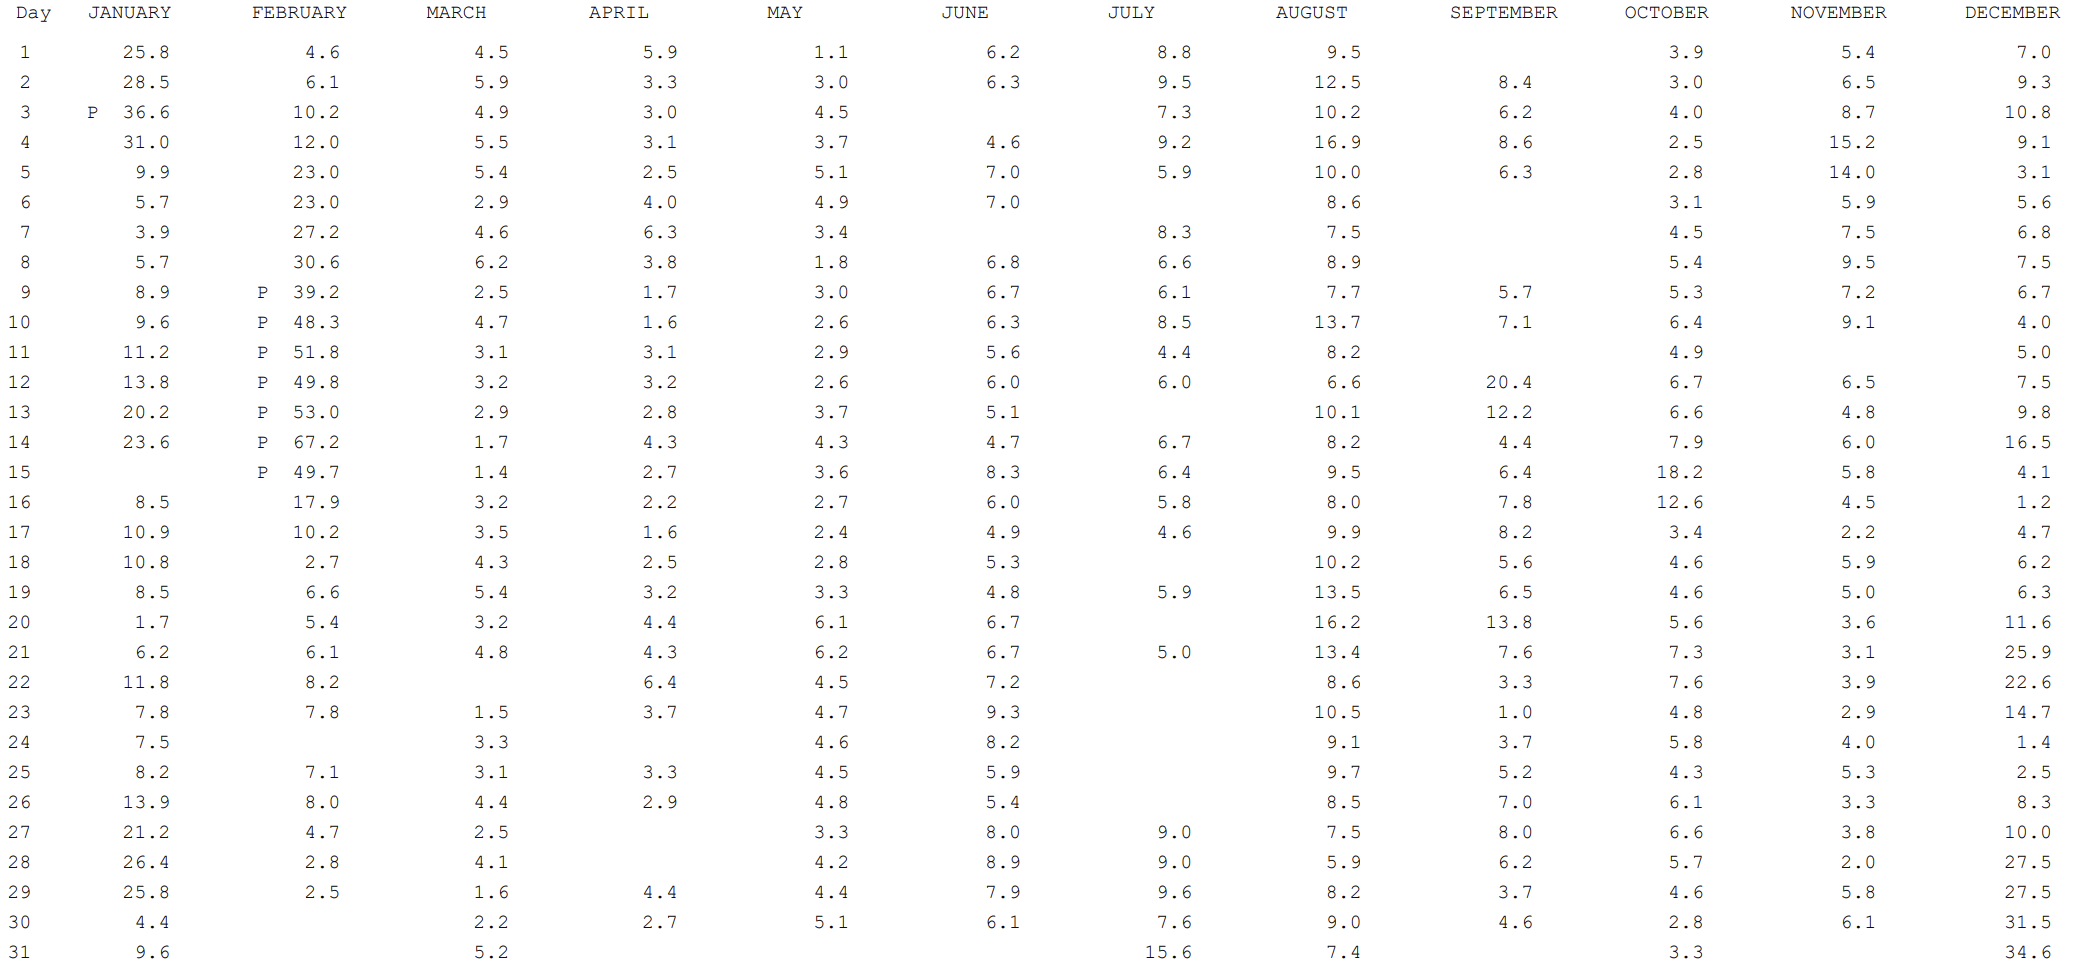 Day JANUARY FEBRUARY MARCH APRIL MAY JUNE JULY AUGUST SEPTEMBER OCTOBER NOVEMBER DECEMBER
1 25.8 4.6 4.5 5.9 1.1 6.2 8.8 9.5 3.9 5.4 7.0
2 28.5 6.1 5.9 3.3 3.0 6.3 9.5 12.5 8.4 3.0 6.5 9.3
3 P 36.6 10.2 4.9 3.0 4.5 7.3 10.2 6.2 4.0 8.7 10.8
4 31.0 12.0 5.5 3.1 3.7 4.6 9.2 16.9 8.6 2.5 15.2 9.1
5 9.9 23.0 5.4 2.5 5.1 7.0 5.9 10.0 6.3 2.8 14.0 3.1
6 5.7 23.0 2.9 4.0 4.9 7.0 8.6 3.1 5.9 5.6
7 3.9 27.2 4.6 6.3 3.4 8.3 7.5 4.5 7.5 6.8
8 5.7 30.6 6.2 3.8 1.8 6.8 6.6 8.9 5.4 9.5 7.5
9 8.9 P 39.2 2.5 1.7 3.0 6.7 6.1 7.7 5.7 5.3 7.2 6.7
10 9.6 P 48.3 4.7 1.6 2.6 6.3 8.5 13.7 7.1 6.4 9.1 4.0
11 11.2 P 51.8 3.1 3.1 2.9 5.6 4.4 8.2 4.9 5.0
12 13.8 P 49.8 3.2 3.2 2.6 6.0 6.0 6.6 20.4 6.7 6.5 7.5
13 20.2 P 53.0 2.9 2.8 3.7 5.1 10.1 12.2 6.6 4.8 9.8
14 23.6 P 67.2 1.7 4.3 4.3 4.7 6.7 8.2 4.4 7.9 6.0 16.5
15 P 49.7 1.4 2.7 3.6 8.3 6.4 9.5 6.4 18.2 5.8 4.1
16 8.5 17.9 3.2 2.2 2.7 6.0 5.8 8.0 7.8 12.6 4.5 1.2
17 10.9 10.2 3.5 1.6 2.4 4.9 4.6 9.9 8.2 3.4 2.2 4.7
18 10.8 2.7 4.3 2.5 2.8 5.3 10.2 5.6 4.6 5.9 6.2
19 8.5 6.6 5.4 3.2 3.3 4.8 5.9 13.5 6.5 4.6 5.0 6.3
20 1.7 5.4 3.2 4.4 6.1 6.7 16.2 13.8 5.6 3.6 11.6
21 6.2 6.1 4.8 4.3 6.2 6.7 5.0 13.4 7.6 7.3 3.1 25.9
22 11.8 8.2 6.4 4.5 7.2 8.6 3.3 7.6 3.9 22.6
23 7.8 7.8 1.5 3.7 4.7 9.3 10.5 1.0 4.8 2.9 14.7
24 7.5 3.3 4.6 8.2 9.1 3.7 5.8 4.0 1.4
25 8.2 7.1 3.1 3.3 4.5 5.9 9.7 5.2 4.3 5.3 2.5
26 13.9 8.0 4.4 2.9 4.8 5.4 8.5 7.0 6.1 3.3 8.3
27 21.2 4.7 2.5 3.3 8.0 9.0 7.5 8.0 6.6 3.8 10.0
28 26.4 2.8 4.1 4.2 8.9 9.0 5.9 6.2 5.7 2.0 27.5
29 25.8 2.5 1.6 4.4 4.4 7.9 9.6 8.2 3.7 4.6 5.8 27.5
30 4.4 2.2 2.7 5.1 6.1 7.6 9.0 4.6 2.8 6.1 31.5
31 9.6 5.2 15.6 7.4 3.3 34.6